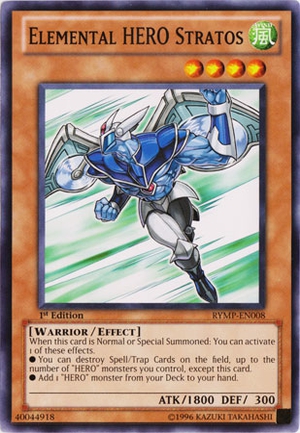 ELEMENTAL HERO STRATOS
風
1st Edition
RYMP-EN008
[WARRIOR / EFFECT]
When this card is Normal or Special Summoned: You can activate
1 of these effects.
● You can destroy Spell/Trap Cards on the field, up to the
number of "HERO" monsters you control, except this card.
● Add 1 "HERO" monster from your Deck to your hand.
ATK/1800 DEF/ 300
40044918
©1996 KAZUKI TAKAHASHI